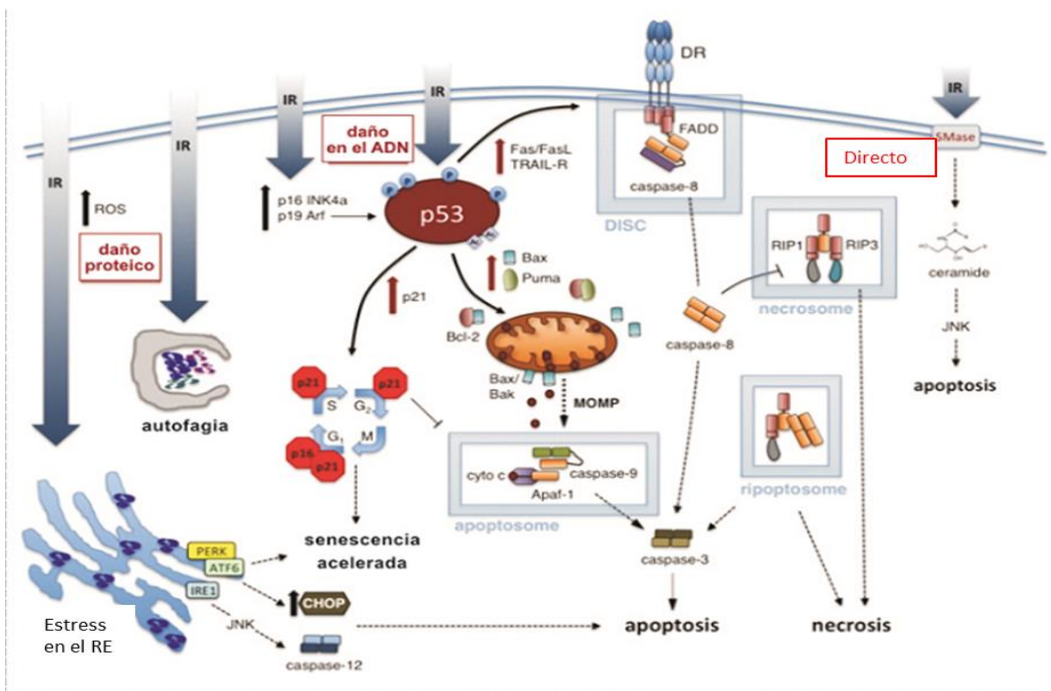 DR
IR
IR
IR
IR
IR
daño
en el ADN
Fas/FasL
TRAIL-R
FADD
caspase-8
DISC
SMase
Directo
ROS
daño
proteico
p16 INK4a
p19 Arf
P
P
P
P
p53
Ac
Ac
RIP1
RIP3
necrosome
ceramide
JNK
apoptosis
Bax
Puma
p21
Bcl-2
caspase-8
Bax/
Bak
MOMP
autofagia
p21
p21
S
G2
G1
M
p16
p21
cyto c
caspase-9
Apaf-1
apoptosome
ripoptosome
caspase-3
senescencia
acelerada
PERK
ATF6
IRE1
CHOP
JNK
caspase-12
Estress
en el RE
apoptosis
necrosis